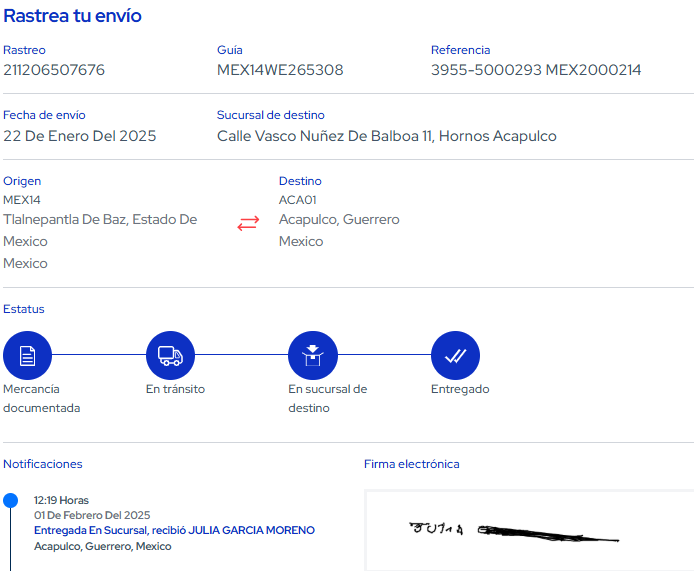 Rastrea tu envío
Rastreo
211206507676
Guía
MEX14WE265308
Referencia
3955-5000293 MEX2000214
Fecha de envío
22 De Enero Del 2025
Sucursal de destino
Calle Vasco Nuñez De Balboa 11, Hornos Acapulco
Origen
MEX14
Tlalnepantla De Baz, Estado De
Mexico
Mexico
Destino
ACA01
Acapulco, Guerrero
Mexico
Estatus
Mercancía
documentada
En tránsito
En sucursal de
destino
Entregado
Notificaciones
12:19 Horas
01 De Febrero Del 2025
Entregada En Sucursal, recibió JULIA GARCIA MORENO
Acapulco, Guerrero, Mexico
Firma electrónica